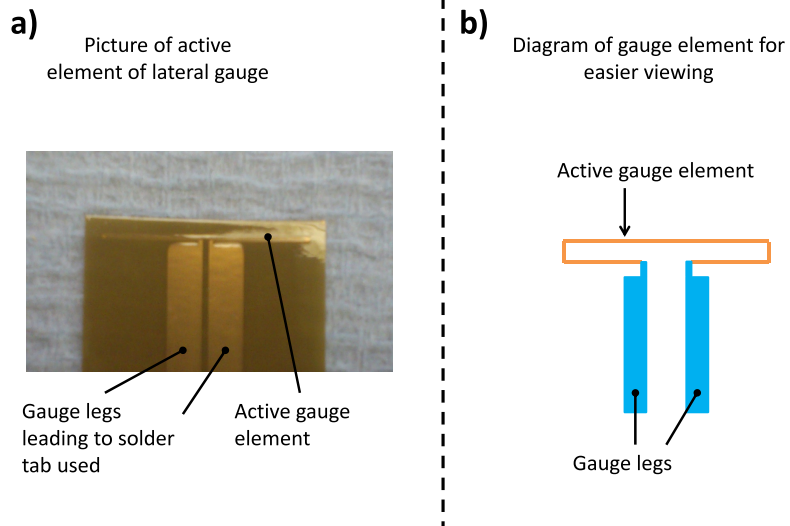 a)
Picture of active
element of lateral gauge
Gauge legs
leading to solder
tab used
Active gauge
element
b)
Diagram of gauge element for
easier viewing
Active gauge element
Gauge legs